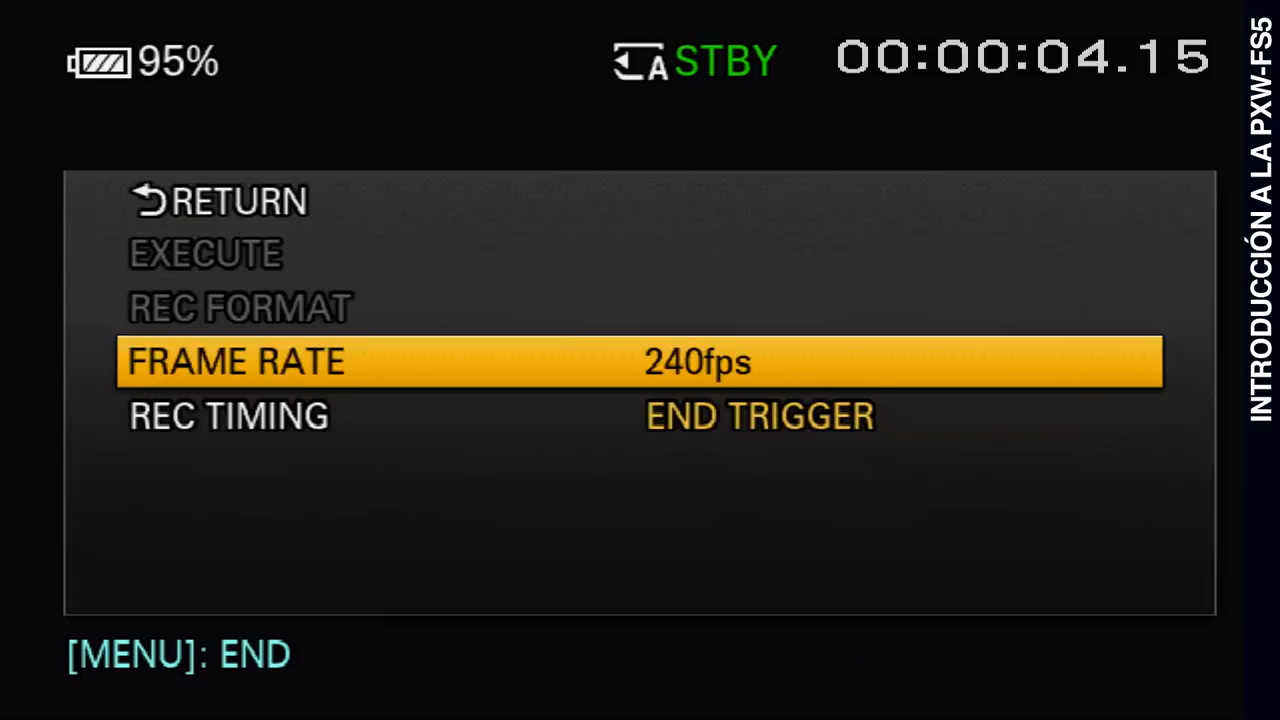 95%
A STBY
00:00:04.15
RETURN
EXECUTE
REC FORMAT
FRAME RATE 240fps
REC TIMING END TRIGGER
[MENU]: END
INTRODUCCIÓN A LA PXW-FS5